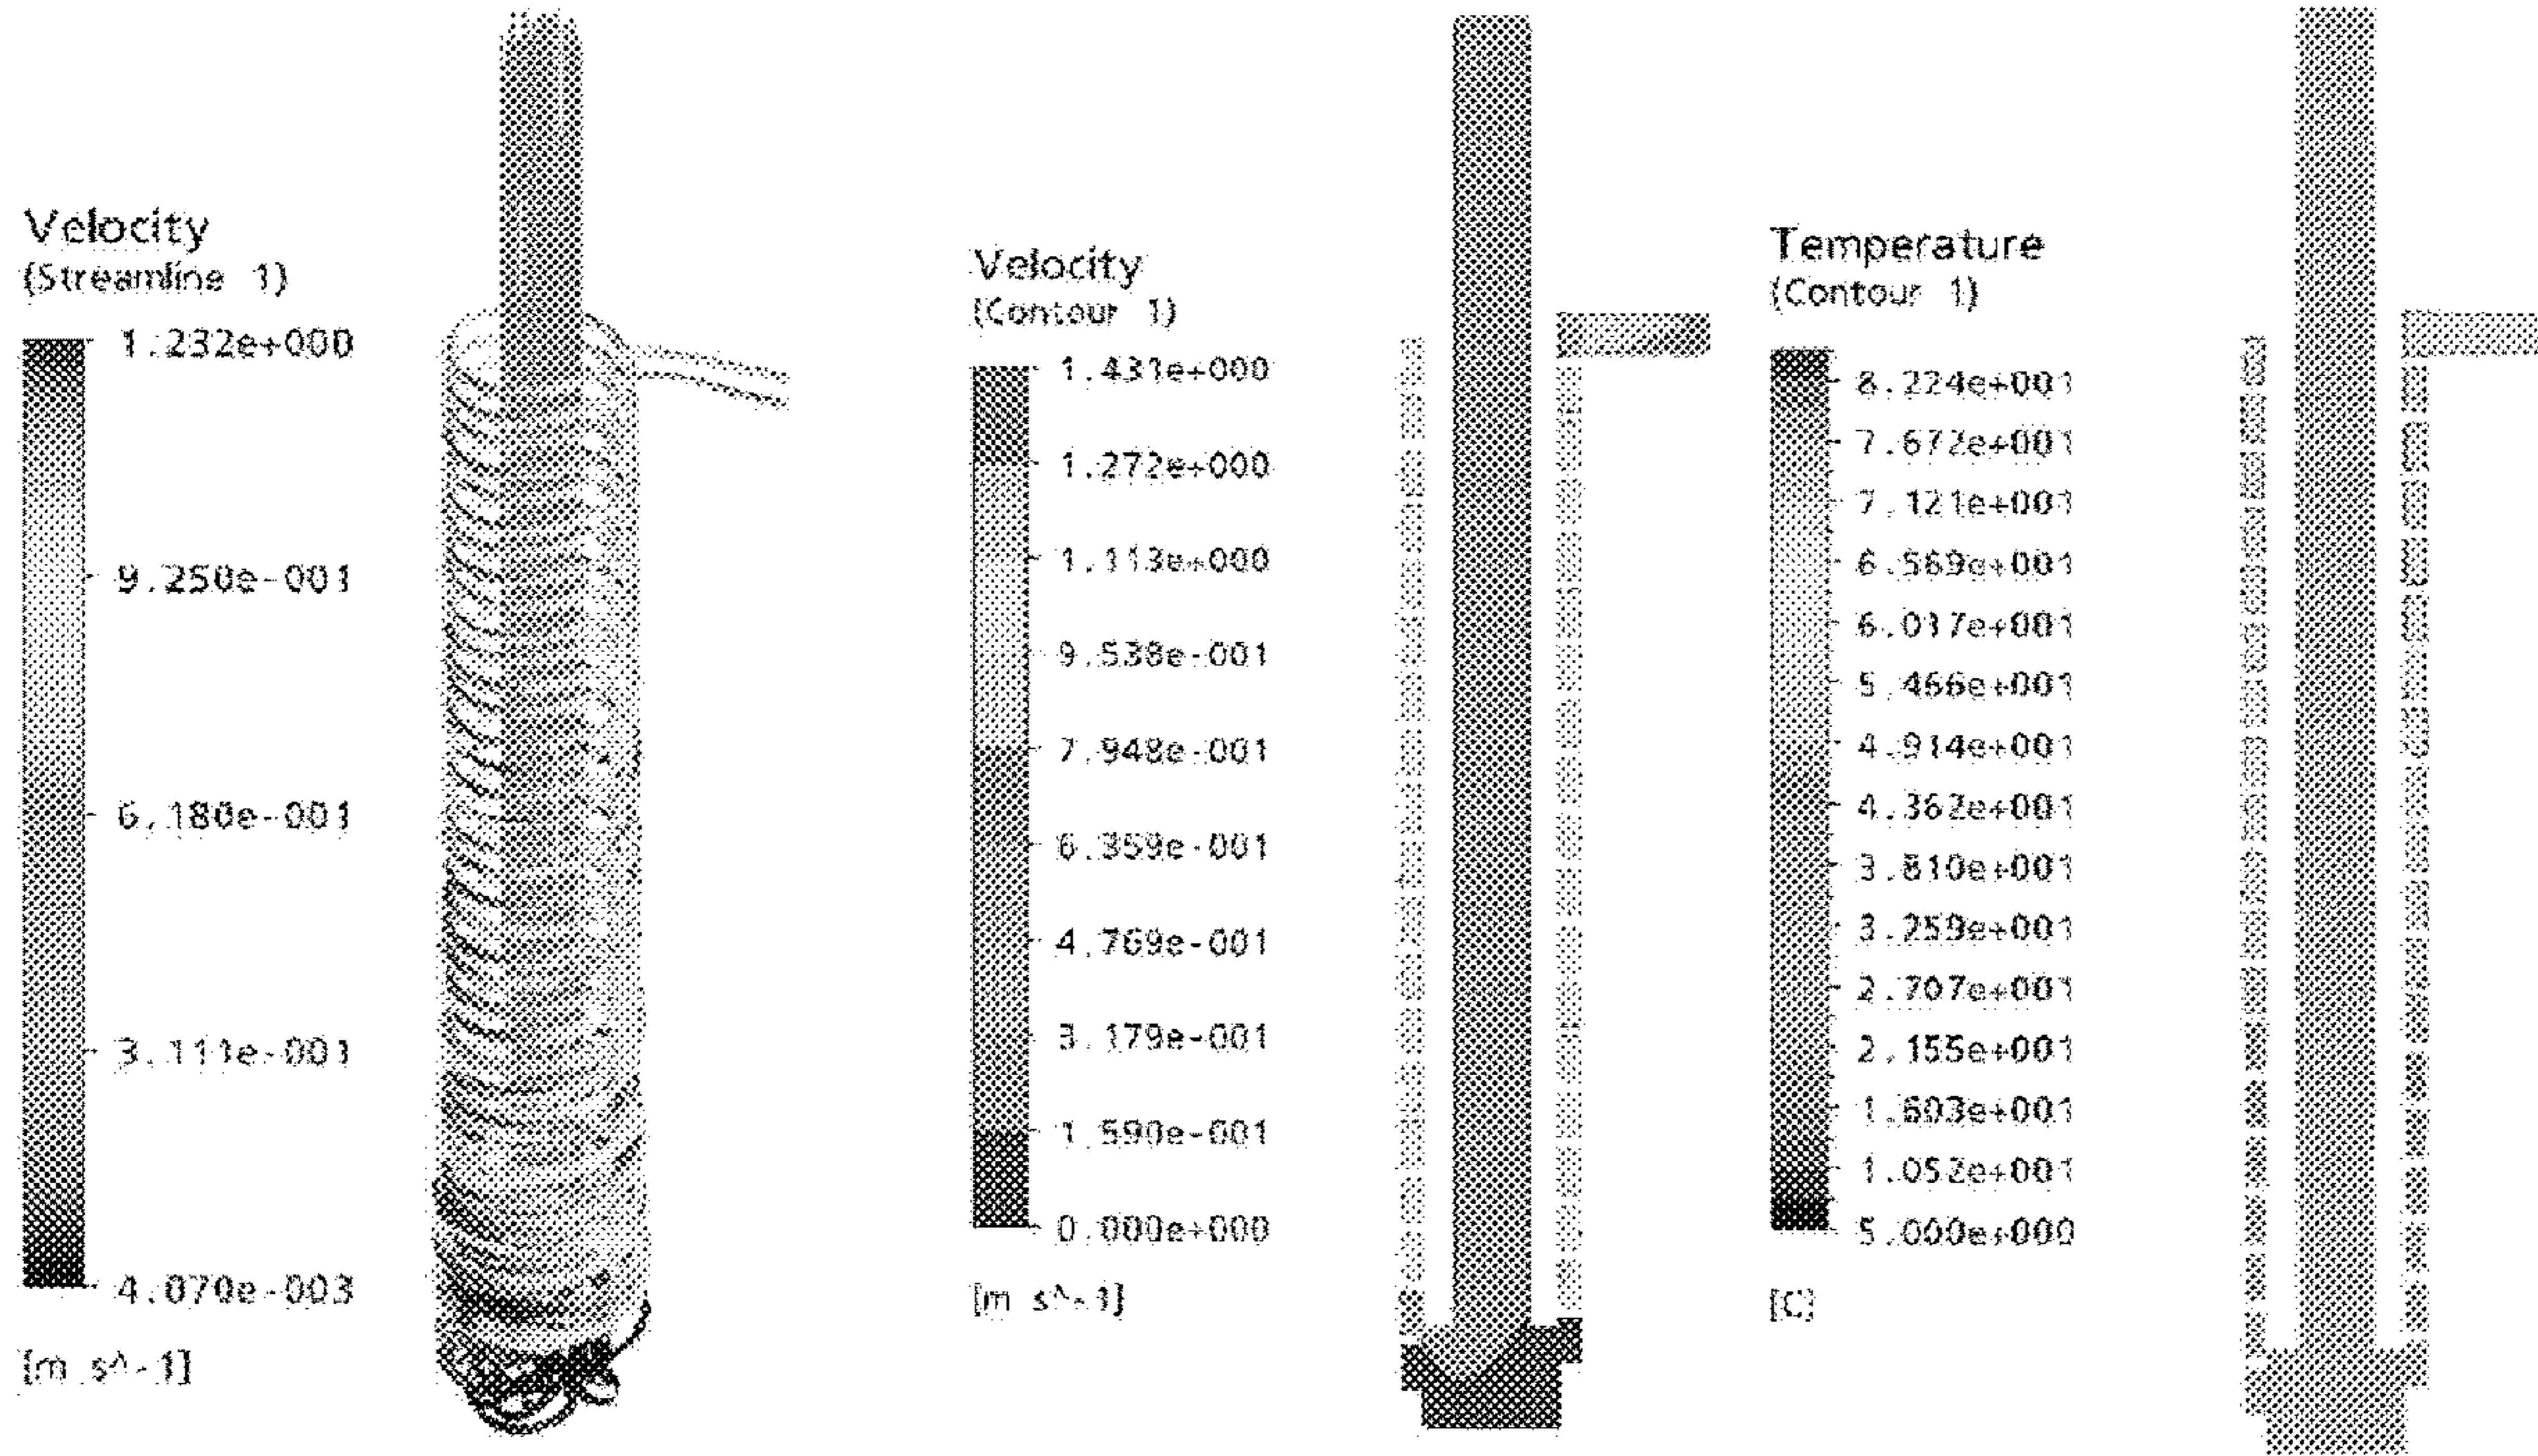 Velocity
(Streamline 1)
1.232e+000
9.250e-001
6.180e-001
3.111e-001
4.070e-003
[m s^-1]
Velocity
(Contour 1)
1.431e+000
1.272e+000
1.113e+000
9.538e-001
7.948e-001
6.359e-001
4.769e-001
3.179e-001
1.590e-001
0.000e+000
[m s^-1]
Temperature
(Contour 1)
8.224e+001
7.672e+001
7.121e+001
6.569e+001
6.017e+001
5.466e+001
4.914e+001
4.362e+001
3.810e+001
3.259e+001
2.707e+001
2.155e+001
1.603e+001
1.052e+001
5.000e+000
[C]